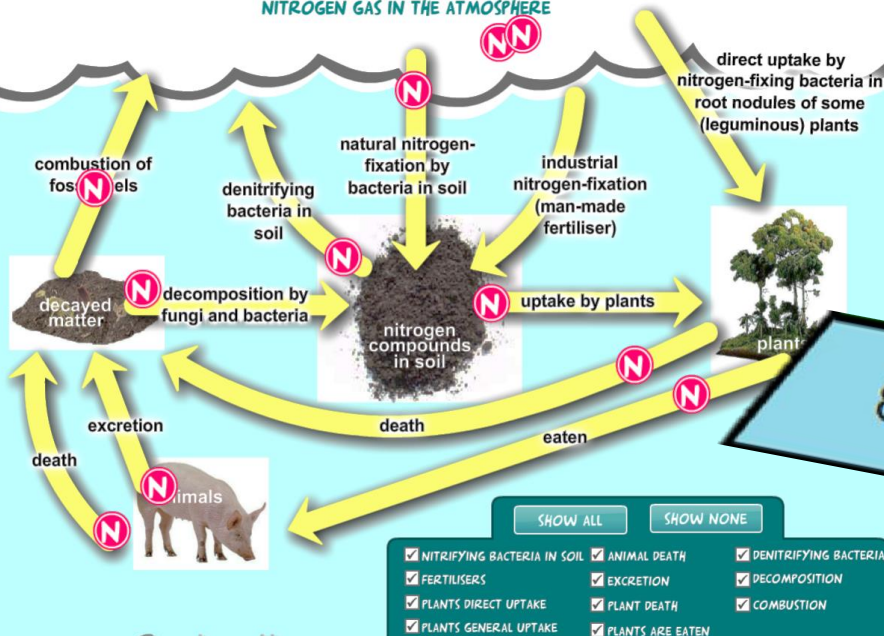 NITROGEN GAS IN THE ATMOSPHERE
N N
direct uptake by
nitrogen-fixing bacteria in
root nodules of some
(leguminous) plants
N
natural nitrogen-
fixation by
bacteria in soil
industrial
nitrogen-fixation
(man-made
fertiliser)
combustion of
N
denitrifying
bacteria in
soil
N
N
decayed
matter
decomposition by
fungi and bacteria
nitrogen
compounds
in soil
N
uptake by plants
plants
N
N
death
eaten
excretion
death
N
N
SHOW ALL
SHOW NONE
NITRIFYING BACTERIA IN SOIL
ANIMAL DEATH
DENITRIFYING BACTERIA
FERTILISERS
EXCRETION
DECOMPOSITION
PLANTS DIRECT UPTAKE
PLANT DEATH
COMBUSTION
PLANTS GENERAL UPTAKE
PLANTS ARE EATEN